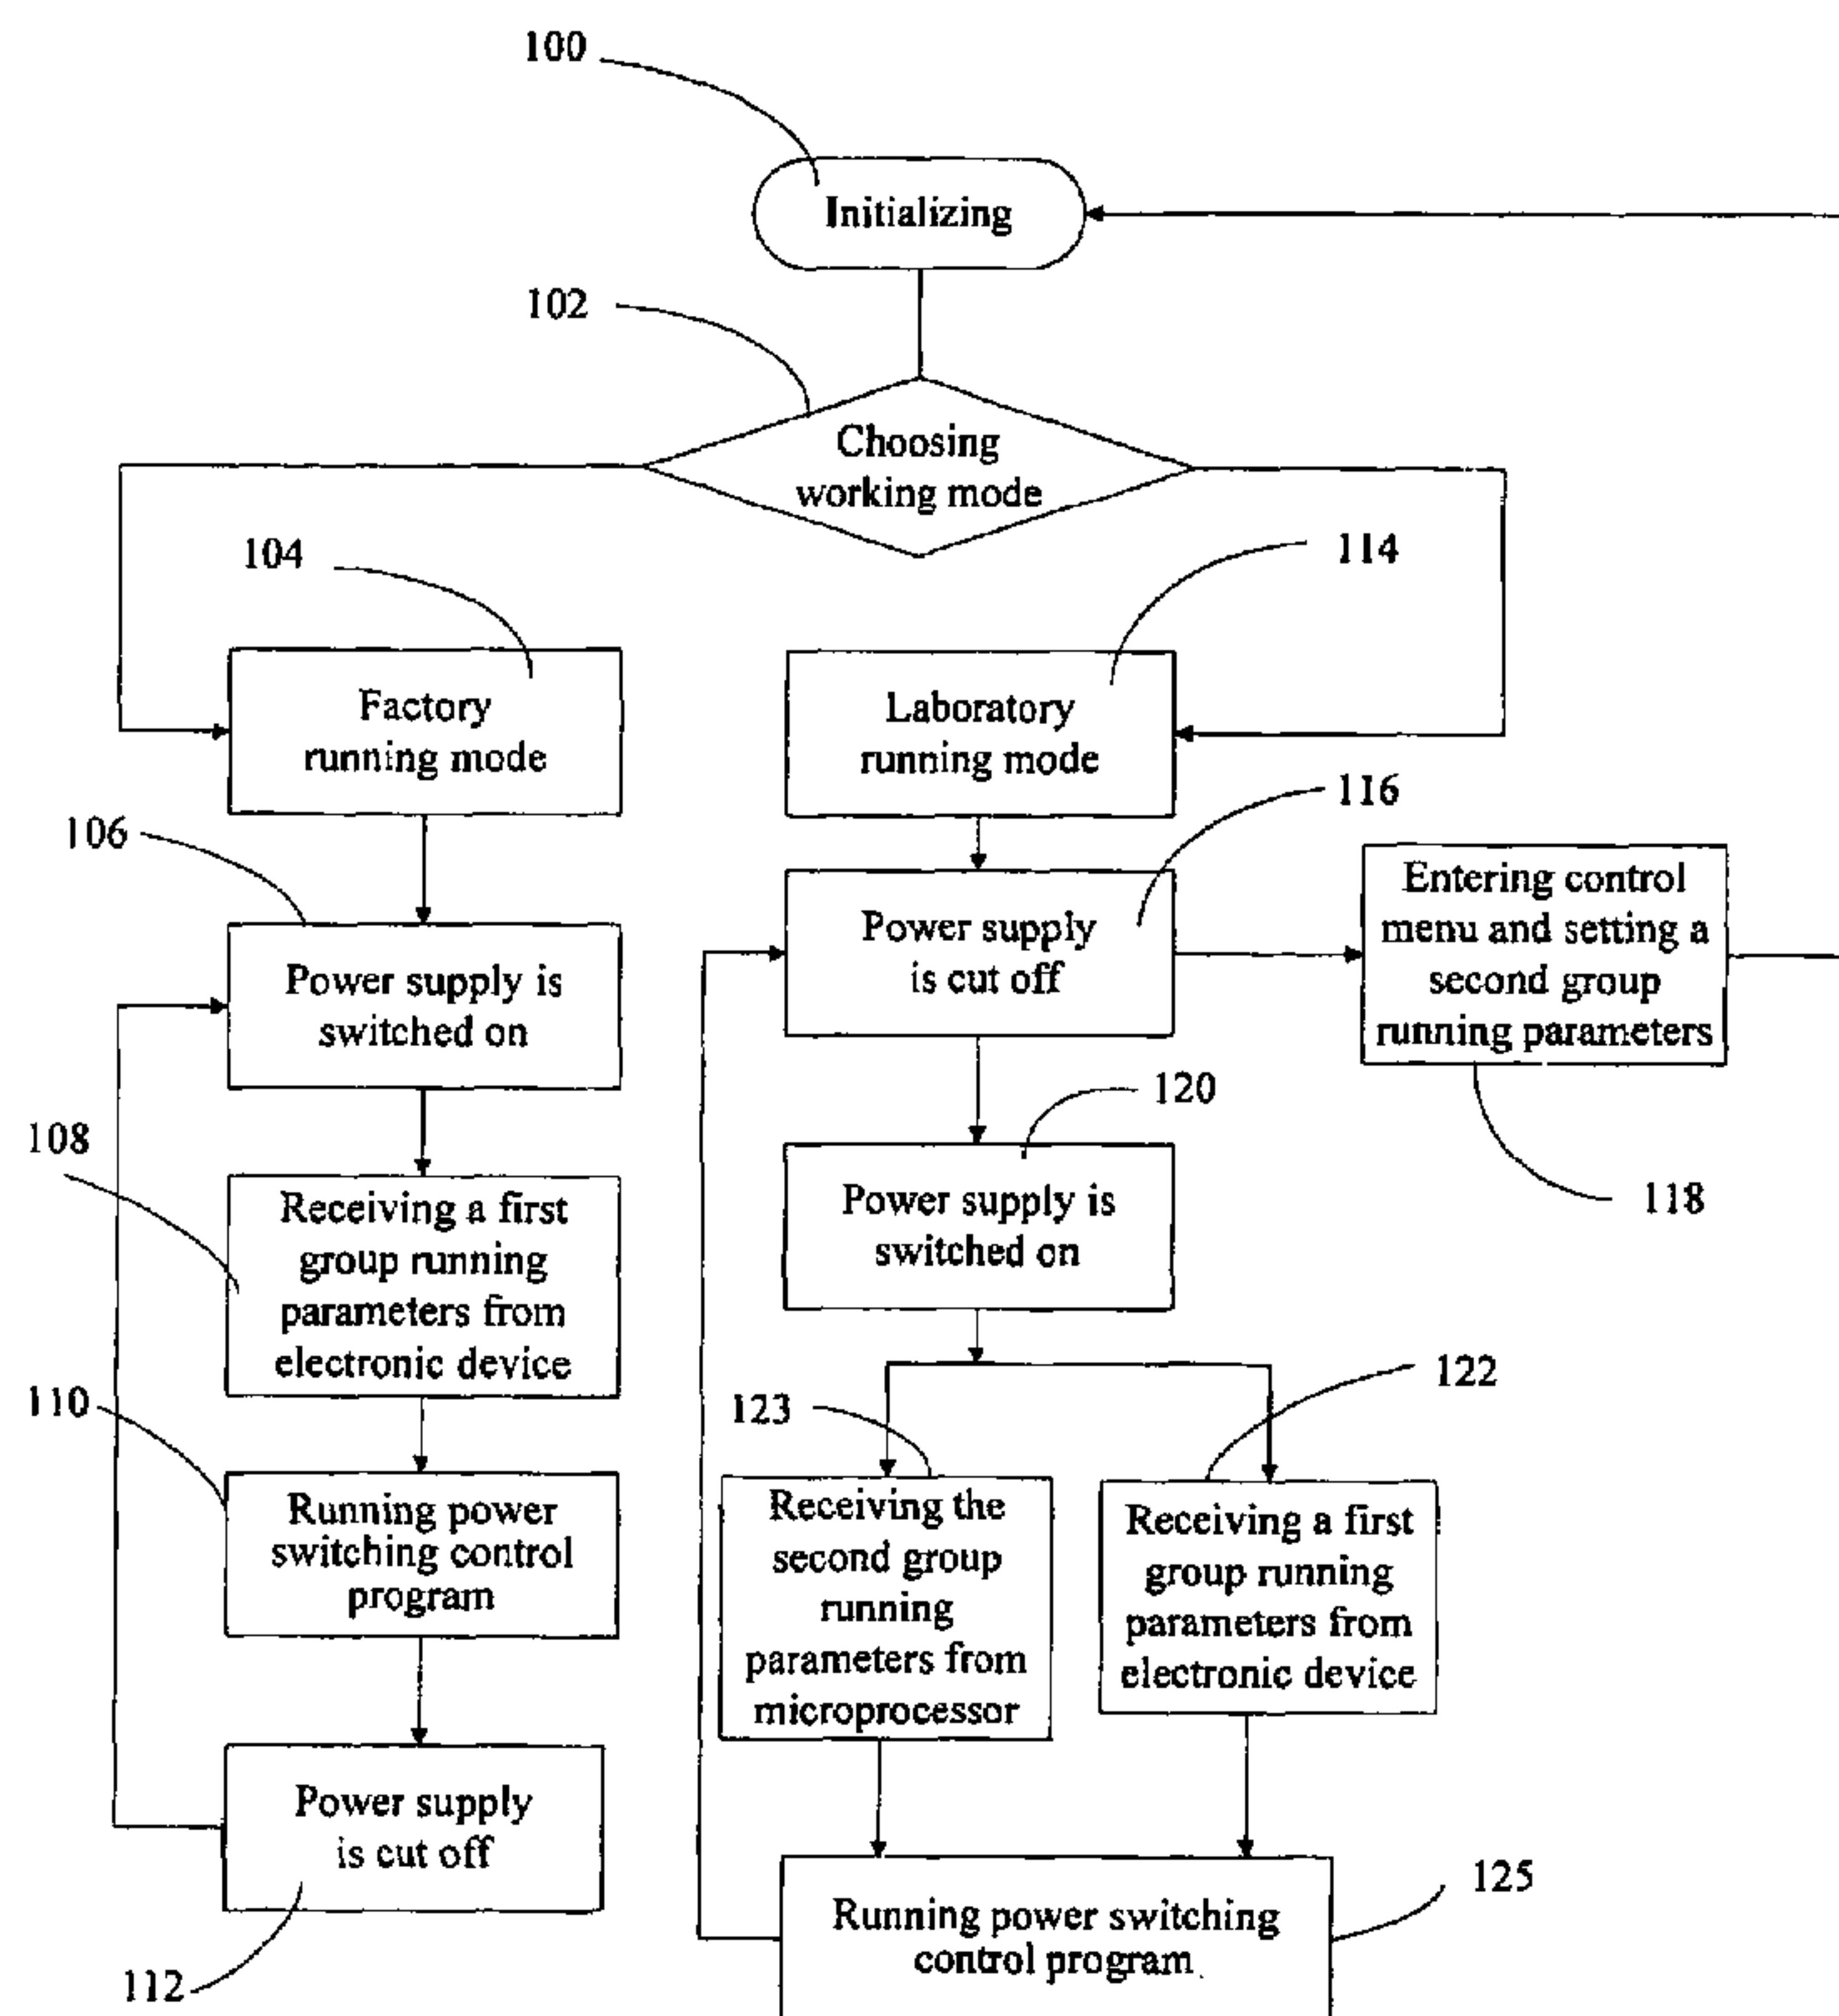 100
Initializing
102
Choosing
working mode
104
Factory
running mode
106
Power supply is
switched on
108
Receiving a first
group running
parameters from
electronic device
110
Running power
switching control
program
Power supply
is cut off
112
114
Laboratory
running mode
116
Power supply
is cut off
Entering control
menu and setting a
second group
running parameters
118
120
Power supply is
switched on
123
Receiving the
second group
running
parameters from
microprocessor
122
Receiving a first
group running
parameters from
electronic device
125
Running power switching
control program